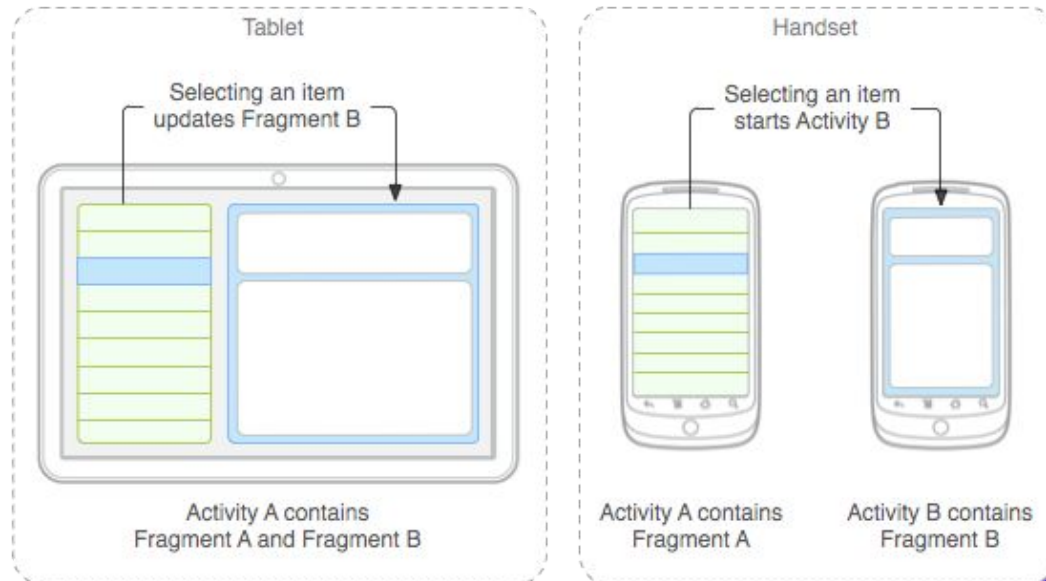 Tablet
Selecting an item
updates Fragment B
Activity A contains
Fragment A and Fragment B
Handset
Selecting an item
starts Activity B
Activity A contains
Fragment A
Activity B contains
Fragment B